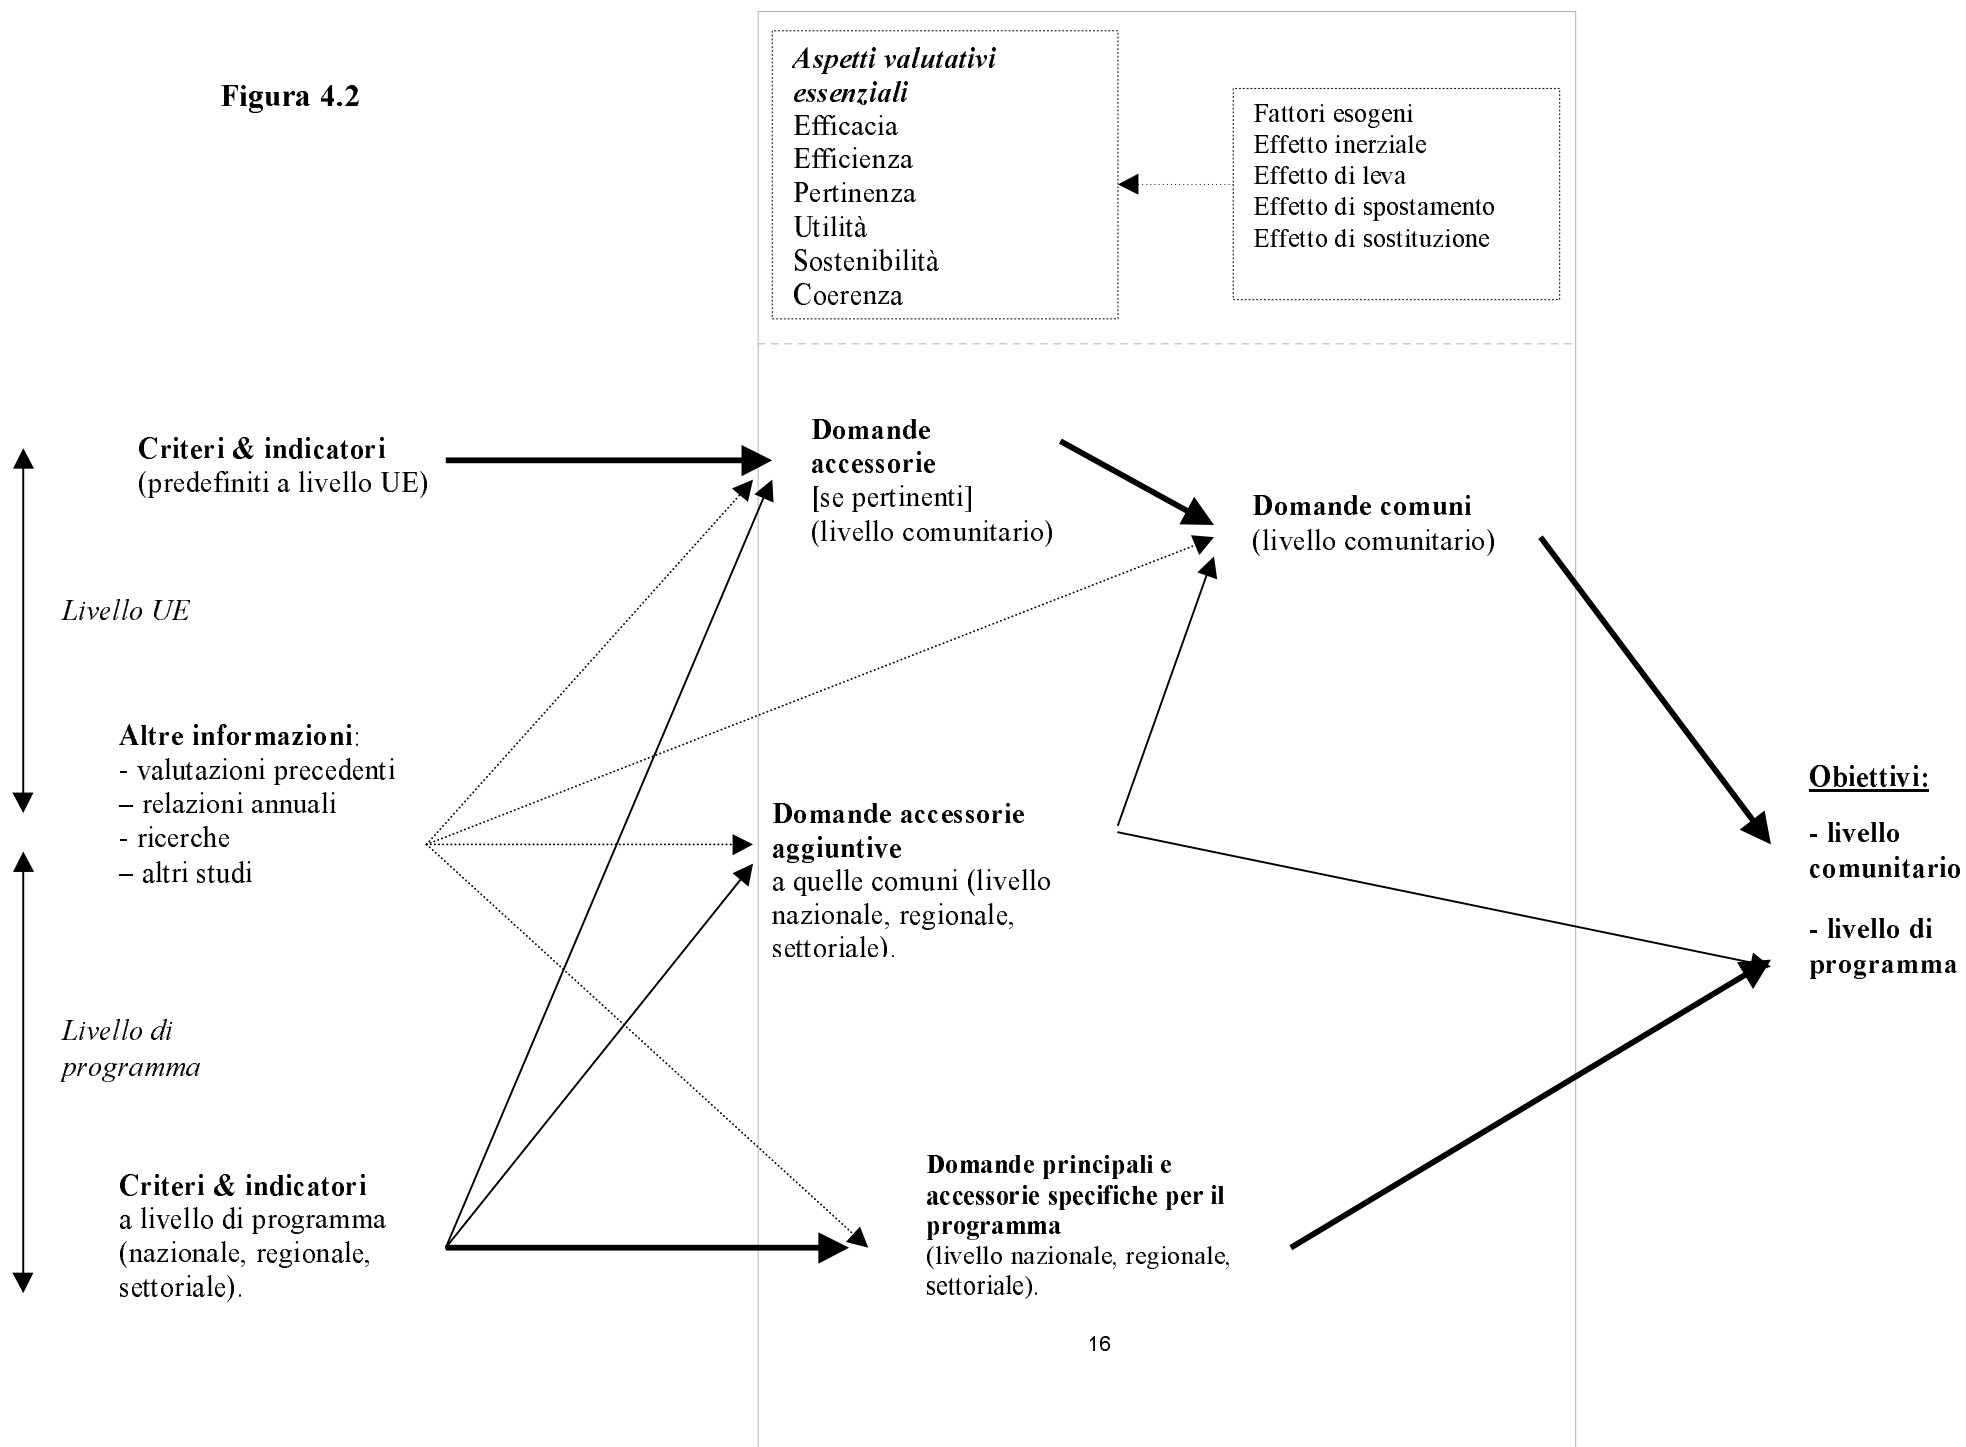 Figura 4.2
Aspetti valutativi
essenziali
Efficacia
Efficienza
Pertinenza
Utilità
Sostenibilità
Coerenza
Fattori esogeni
Effetto inerziale
Effetto di leva
Effetto di spostamento
Effetto di sostituzione
Criteri & indicatori
(predefiniti a livello UE)
Domande
accessorie
[se pertinenti]
(livello comunitario)
Domande comuni
(livello comunitario)
Livello UE
Altre informazioni:
- valutazioni precedenti
– relazioni annuali
- ricerche
– altri studi
Domande accessorie
aggiuntive
a quelle comuni (livello
nazionale, regionale,
settoriale).
Obiettivi:
- livello
comunitario
- livello di
programma
Livello di
programma
Criteri & indicatori
a livello di programma
(nazionale, regionale,
settoriale).
Domande principali e
accessorie specifiche per il
programma
(livello nazionale, regionale,
settoriale).
16